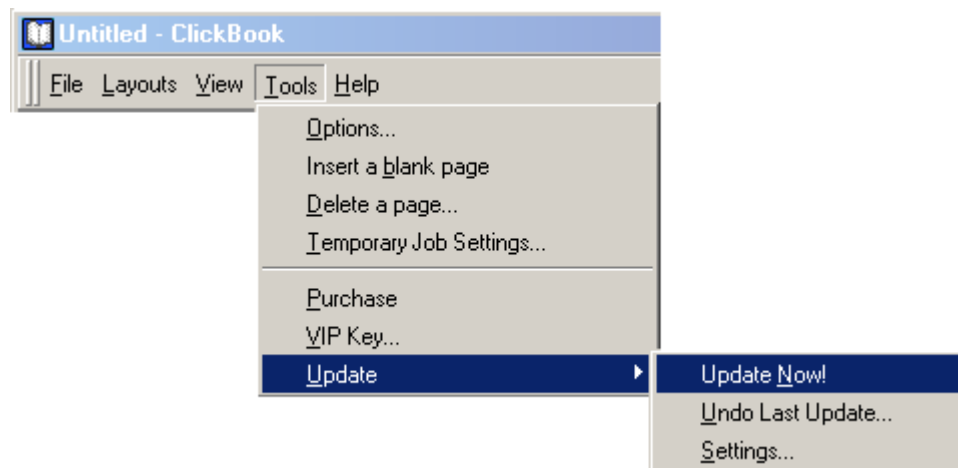 Untitled - ClickBook
File Layouts View Tools Help
Options...
Insert a blank page
Delete a page...
Temporary Job Settings...
Purchase
VIP Key...
Update
Update Now!
Undo Last Update...
Settings...